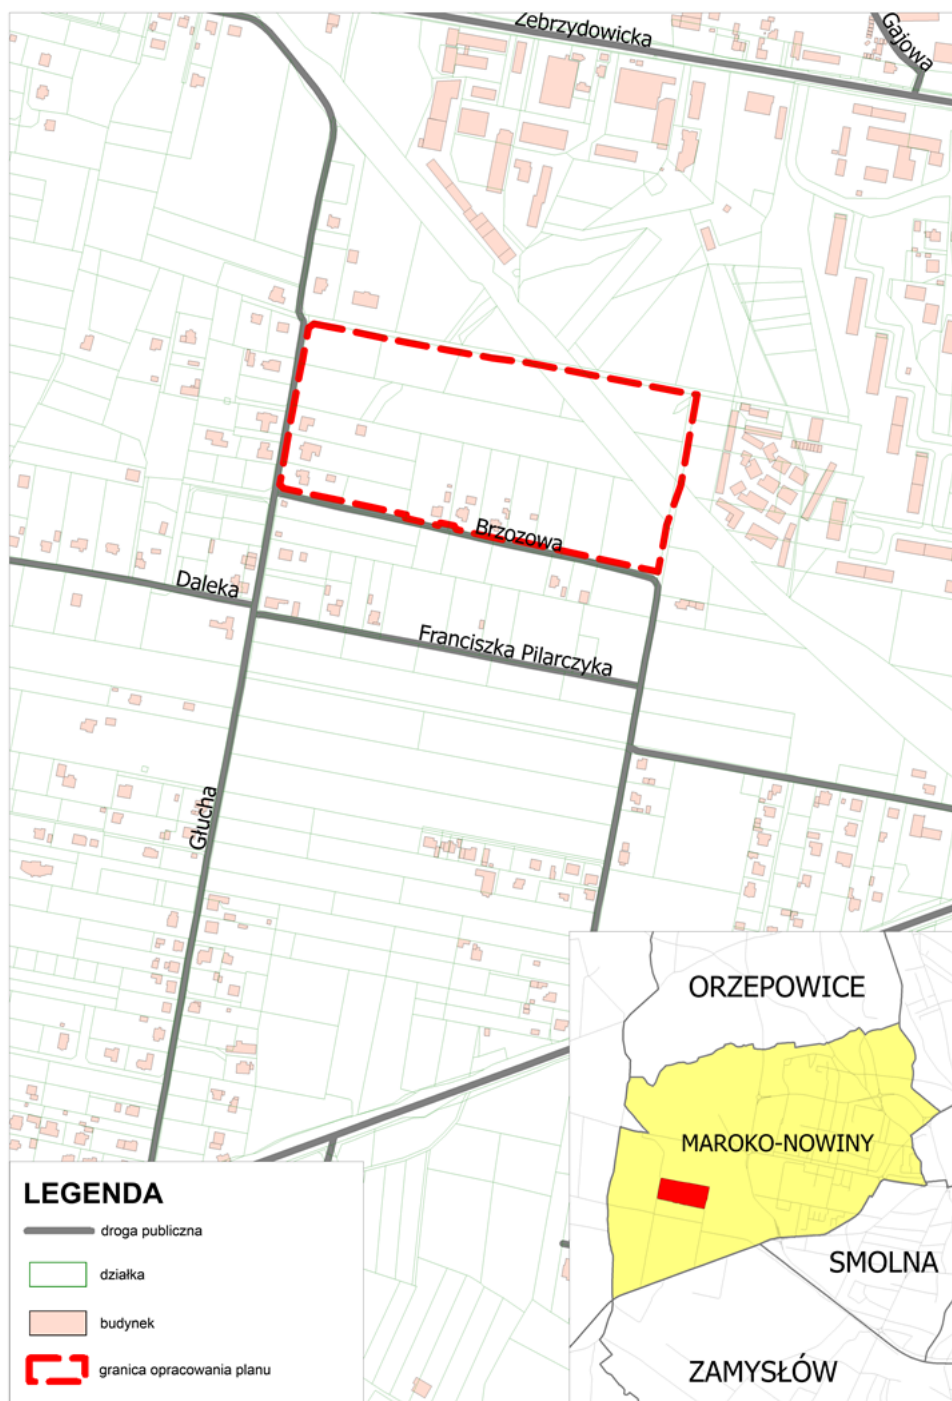 Zebrzydowicka
Gajowa
Brzozowa
Daleka
Franciszka Pilarczyka
Głucha
ORZEPOWICE
MAROKO-NOWINY
SMOLNA
ZAMYSŁÓW
LEGENDA
droga publiczna
działka
budynek
granica opracowania planu